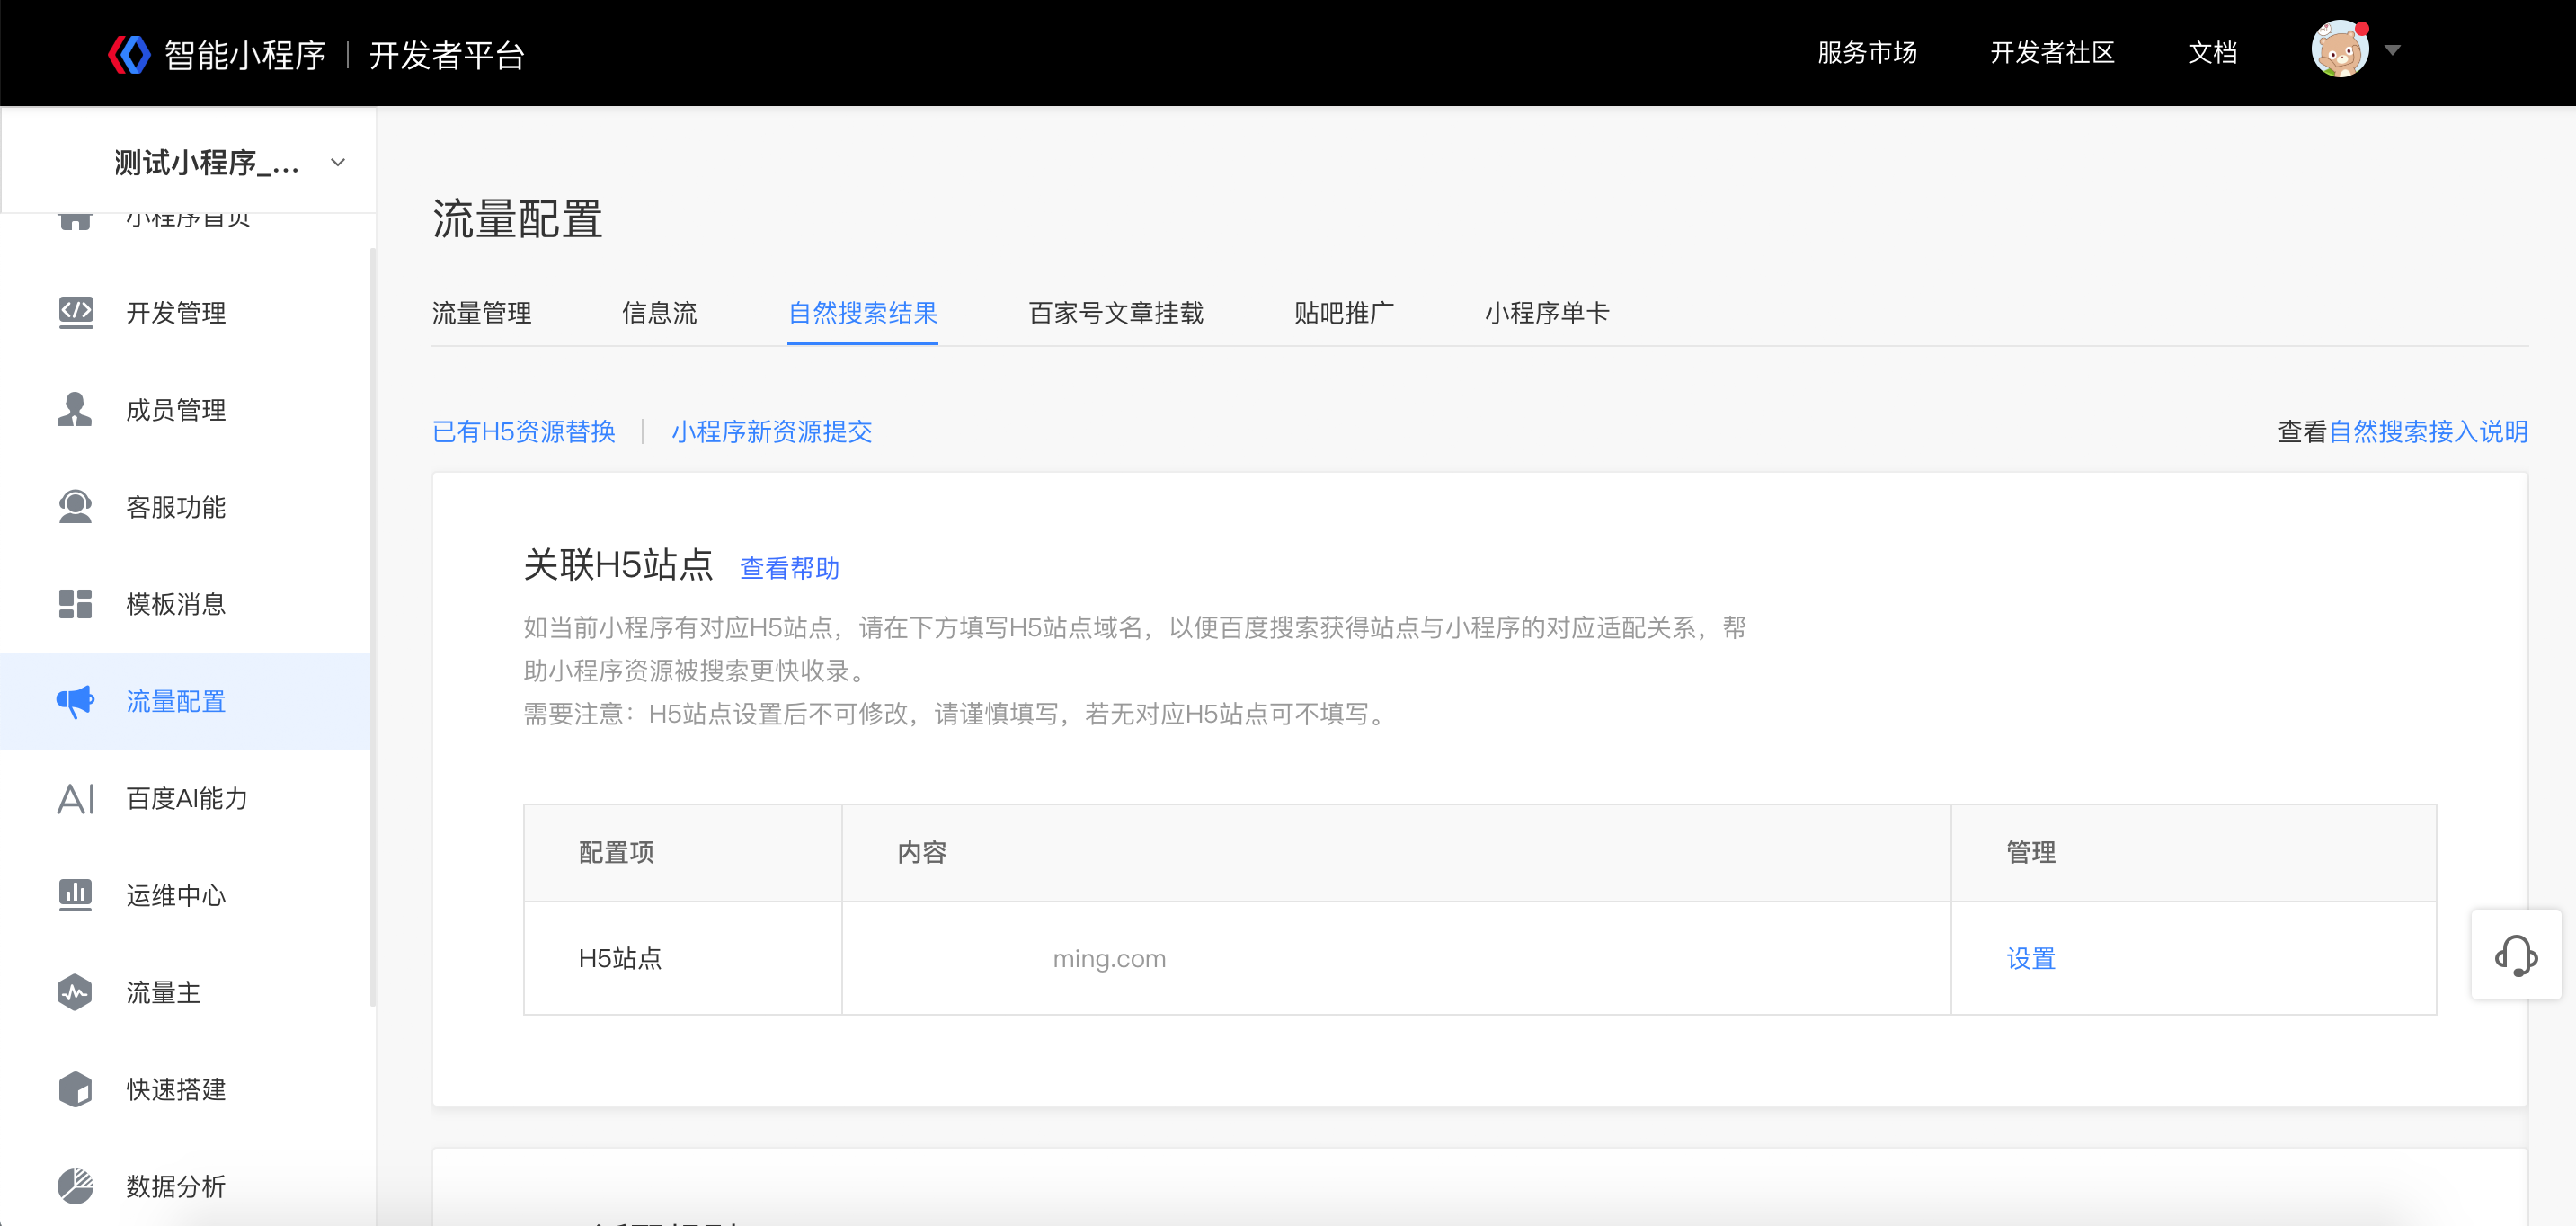 智能小程序 开发者平台
服务市场 开发者社区 文档
测试小程序_...
小程序首页
开发管理
成员管理
客服功能
模板消息
流量配置
百度AI能力
运维中心
流量主
快速搭建
数据分析
流量配置
流量管理 信息流 自然搜索结果 百家号文章挂载 贴吧推广 小程序单卡
已有H5资源替换 小程序新资源提交
查看自然搜索接入说明
关联H5站点 查看帮助
如当前小程序有对应H5站点，请在下方填写H5站点域名，以便百度搜索获得站点与小程序的对应适配关系，帮
助小程序资源被搜索更快收录。
需要注意：H5站点设置后不可修改，请谨慎填写，若无对应H5站点可不填写。
配置项 内容 管理
H5站点 ming.com 设置